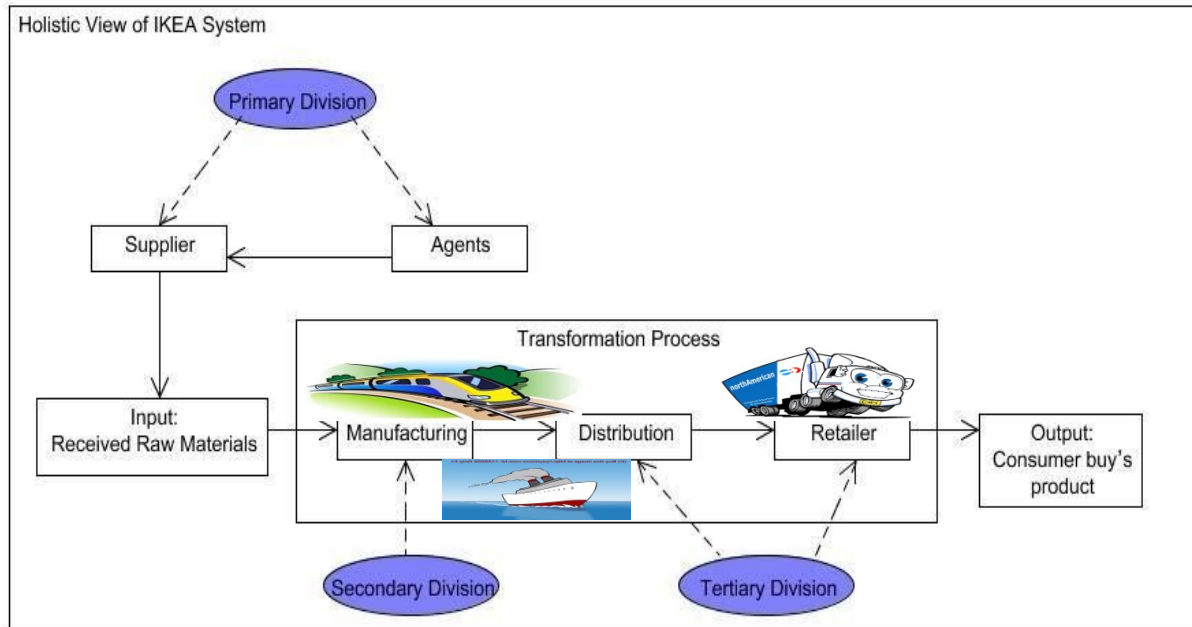 Holistic View of IKEA System
Primary Division
Supplier
Agents
Transformation Process
northAmerican
Input:
Received Raw Materials
Manufacturing
Distribution
Retailer
Output:
Consumer buy's
product
Secondary Division
Tertiary Division